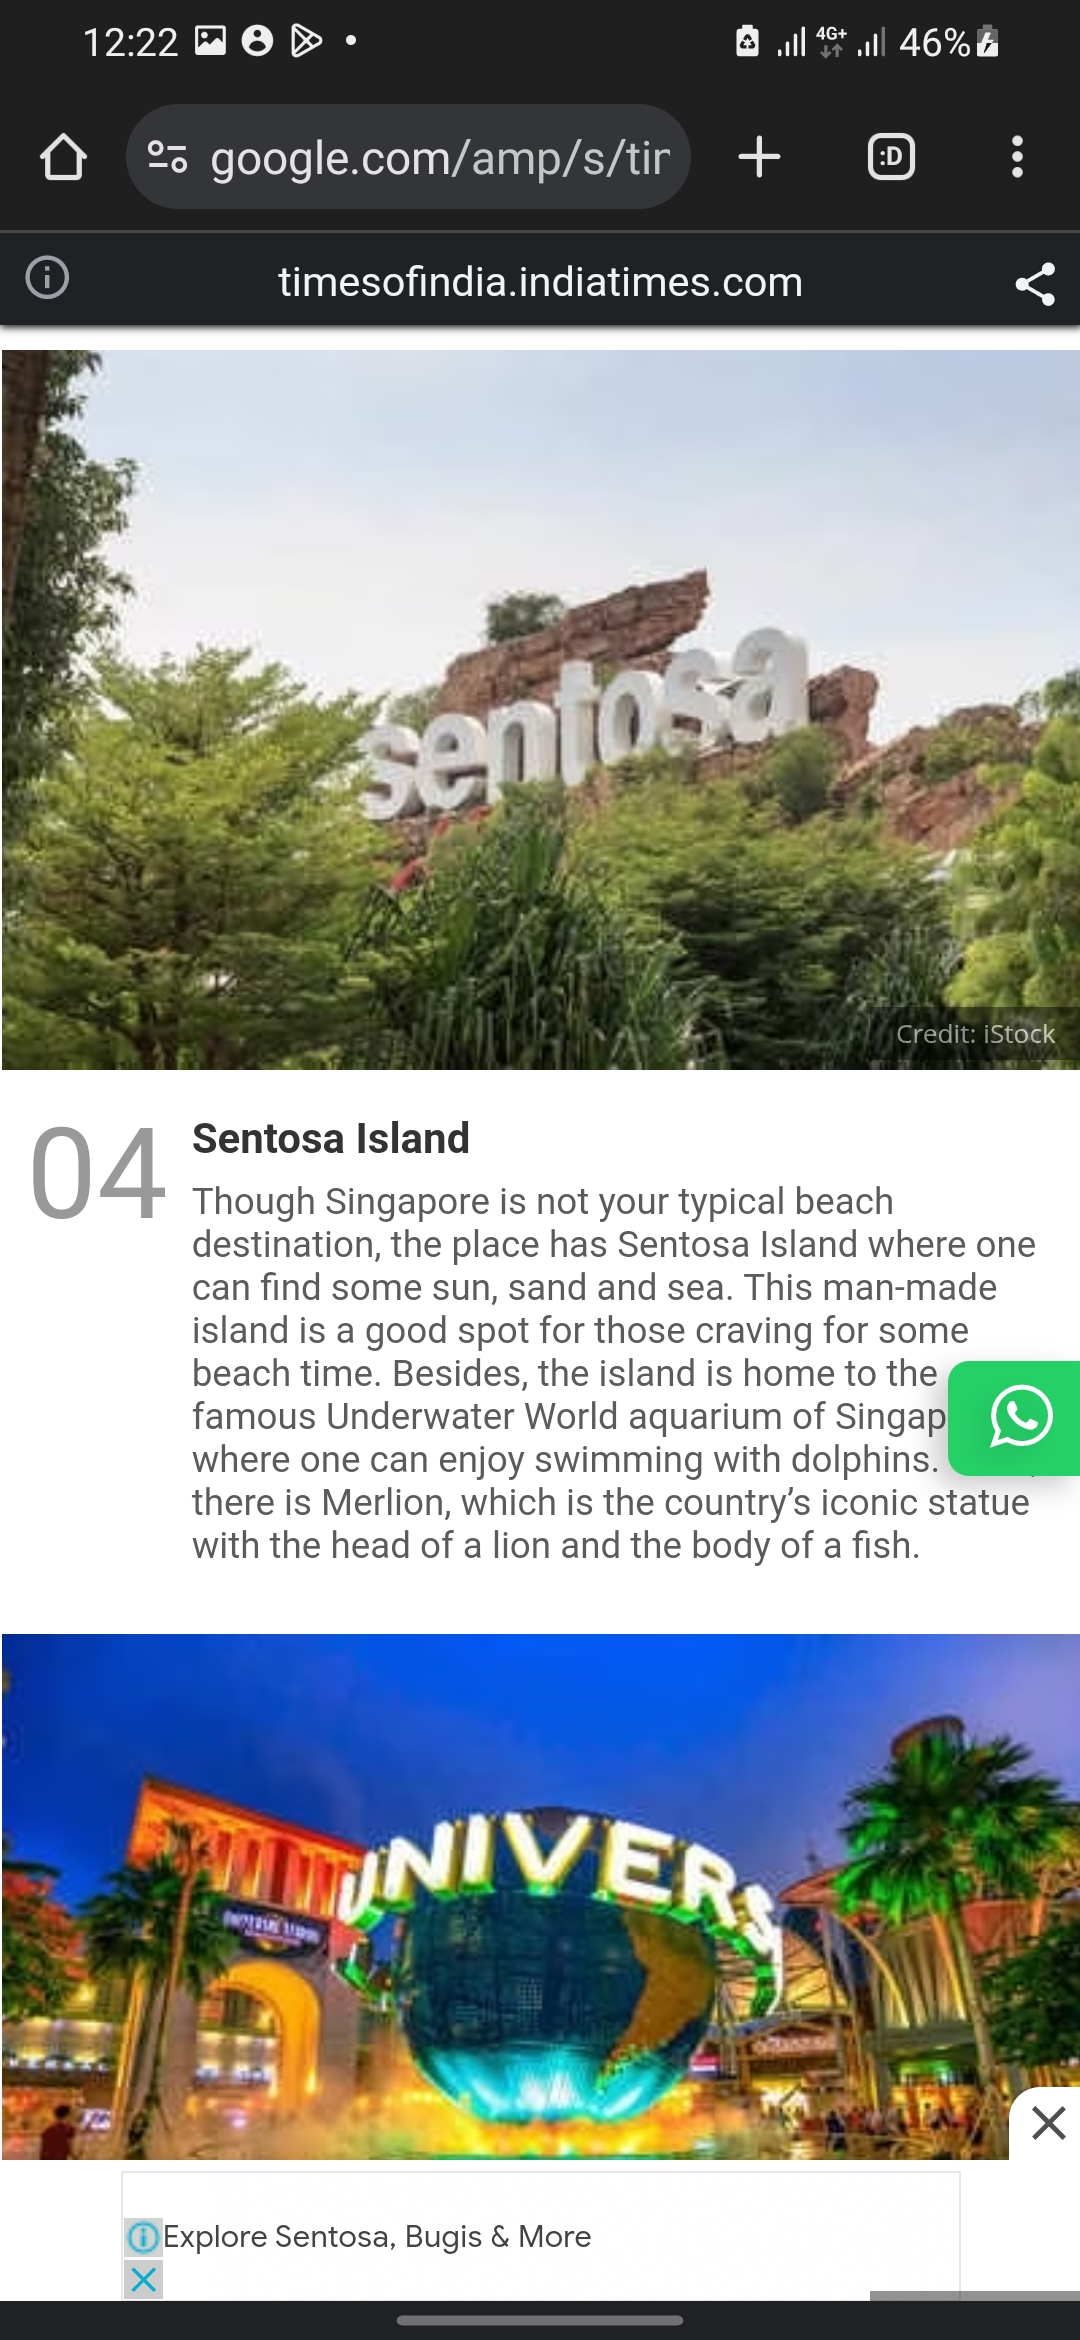 12:22
4G+
46%
google.com/amp/s/tir
:D
timesofindia.indiatimes.com
sentosa
Credit: iStock
04
Sentosa Island
Though Singapore is not your typical beach
destination, the place has Sentosa Island where one
can find some sun, sand and sea. This man-made
island is a good spot for those craving for some
beach time. Besides, the island is home to the
famous Underwater World aquarium of Singap
where one can enjoy swimming with dolphins.
there is Merlion, which is the country’s iconic statue
with the head of a lion and the body of a fish.
UNIVERS
UNIVERSAL STUDIOS
Explore Sentosa, Bugis & More